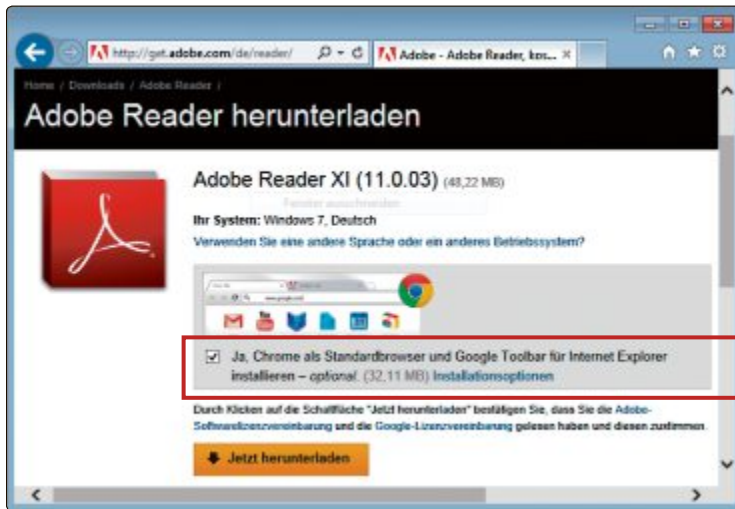 http://get.adobe.com/de/reader/
Adobe - Adobe Reader, kos...
Home / Downloads / Adobe Reader /
Adobe Reader herunterladen
Adobe Reader XI (11.0.03) (48,22 MB)
Fenster ausschneiden
Ihr System: Windows 7, Deutsch
Verwenden Sie eine andere Sprache oder ein anderes Betriebssystem?
Ja, Chrome als Standardbrowser und Google Toolbar für Internet Explorer
installieren – optional. (32,11 MB) Installationsoptionen
Durch Klicken auf die Schaltfläche "Jetzt herunterladen" bestätigen Sie, dass Sie die Adobe-
Softwarelizenzvereinbarung und die Google-Lizenzvereinbarung gelesen haben und diesen zustimmen.
Jetzt herunterladen